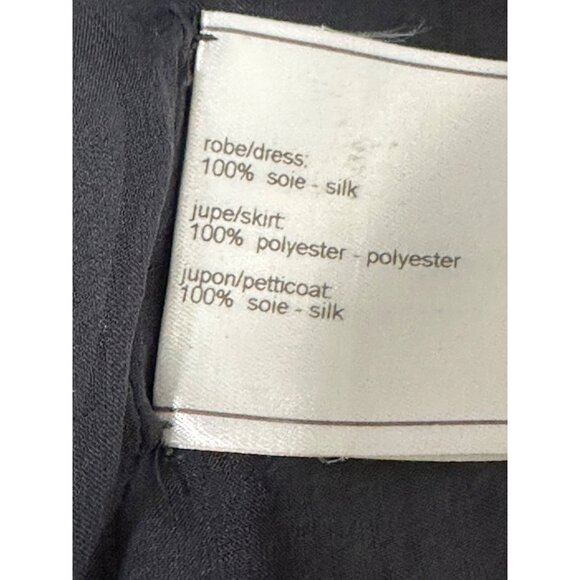 robe/dress:
100% soie - silk
jupe/skirt:
100% polyester - polyester
jupon/petticoat:
100% soie - silk